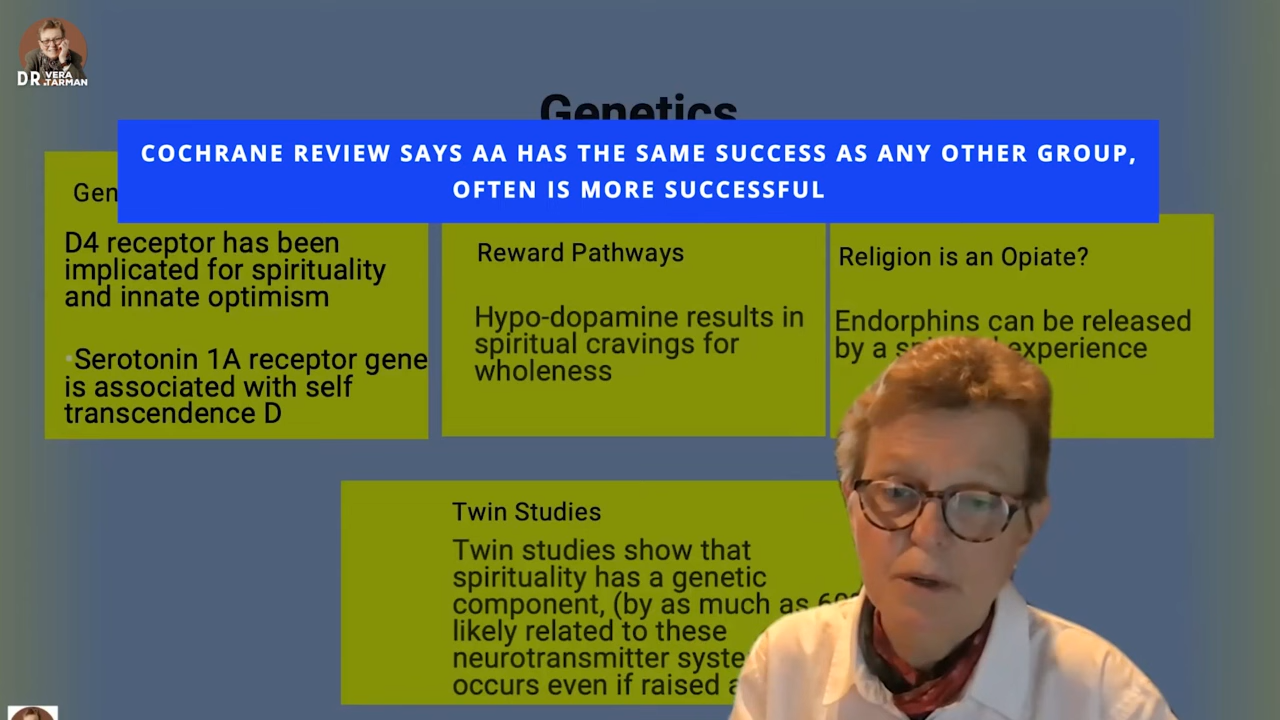 DR. VERA TARMAN
Genetics
COCHRANE REVIEW SAYS AA HAS THE SAME SUCCESS AS ANY OTHER GROUP,
OFTEN IS MORE SUCCESSFUL
Gen
D4 receptor has been
implicated for spirituality
and innate optimism
•Serotonin 1A receptor gene
is associated with self
transcendence D
Reward Pathways
Hypo-dopamine results in
spiritual cravings for
wholeness
Religion is an Opiate?
Endorphins can be released
by a experience
Twin Studies
Twin studies show that
spirituality has a genetic
component, (by as much as
likely related to these
neurotransmitter
occurs even if raised